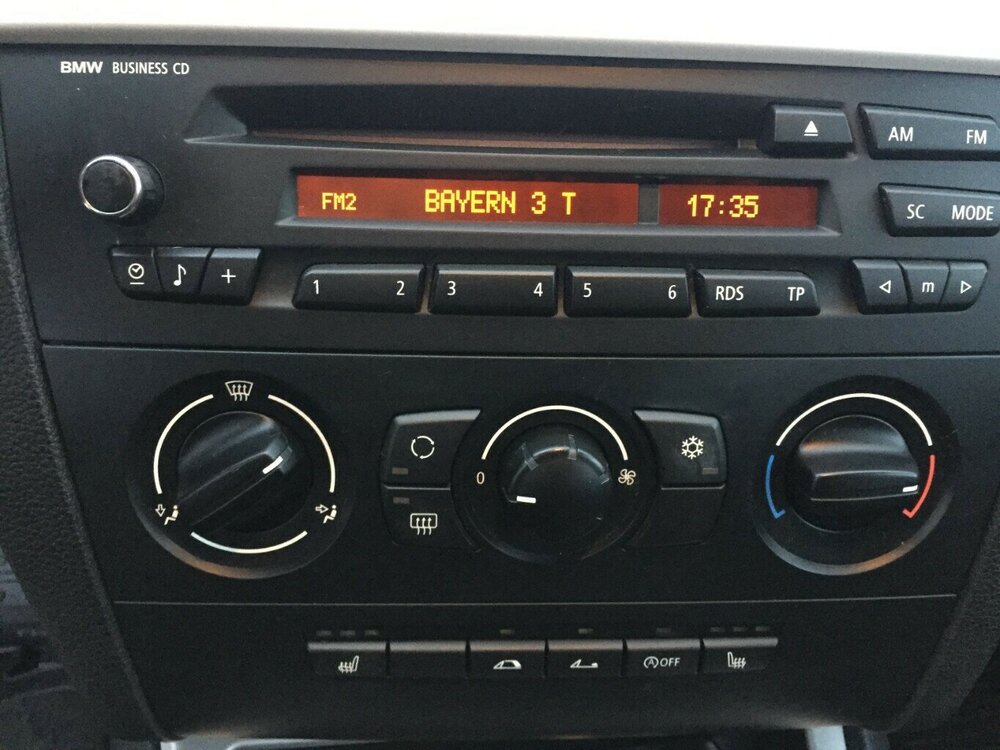 BMW BUSINESS CD
AM FM
FM2 BAYERN 3 T 17:35
SC MODE
1 2 3 4 5 6 RDS TP m
0
OFF